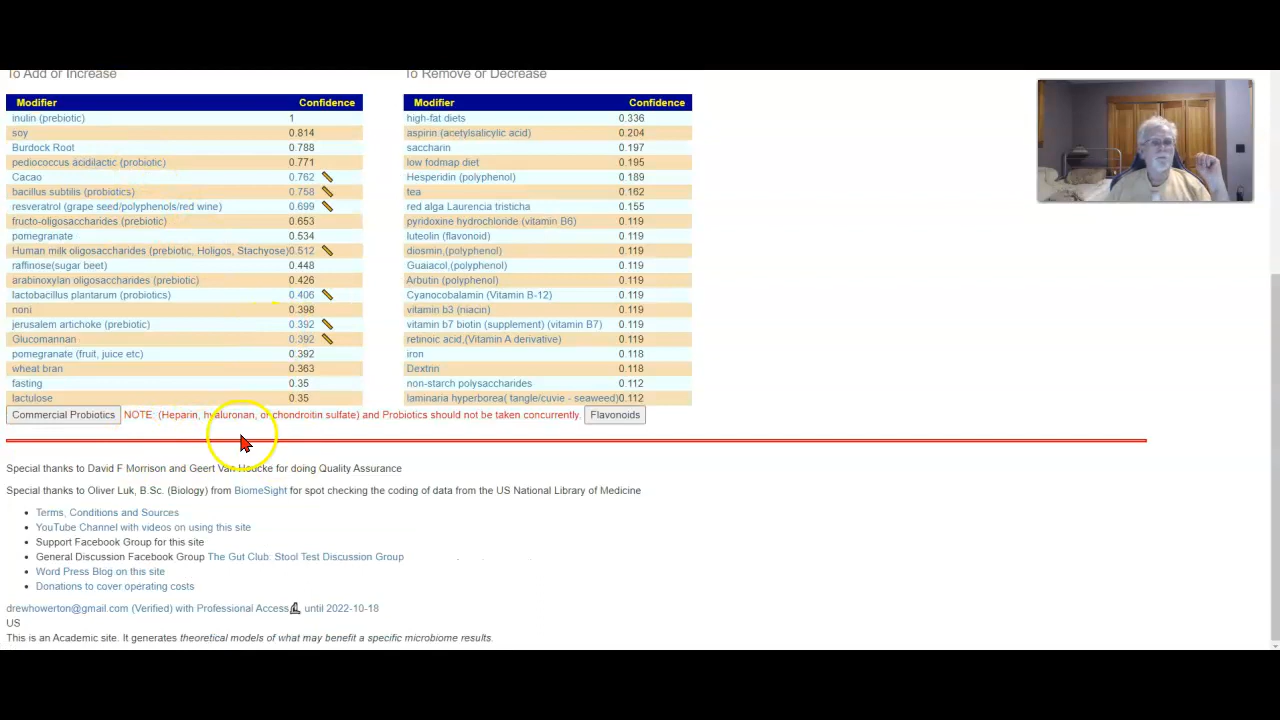 To Add or Increase
Modifier Confidence
inulin (prebiotic) 1
soy 0.814
Burdock Root 0.788
pediococcus acidilactic (probiotic) 0.771
Cacao 0.762
bacillus subtilis (probiotics) 0.758
resveratrol (grape seed/polyphenols/red wine) 0.699
fructo-oligosaccharides (prebiotic) 0.653
pomegranate 0.534
Human milk oligosaccharides (prebiotic, Holigos, Stachyose) 0.512
raffinose(sugar beet) 0.448
arabinoxylan oligosaccharides (prebiotic) 0.426
lactobacillus plantarum (probiotics) 0.406
noni 0.398
jerusalem artichoke (prebiotic) 0.392
Glucomannan 0.392
pomegranate (fruit, juice etc) 0.392
wheat bran 0.363
fasting 0.35
lactulose 0.35
To Remove or Decrease
Modifier Confidence
high-fat diets 0.336
aspirin (acetylsalicylic acid) 0.204
saccharin 0.197
low fodmap diet 0.195
Hesperidin (polyphenol) 0.189
tea 0.162
red alga Laurencia tristicha 0.155
pyridoxine hydrochloride (vitamin B6) 0.119
luteolin (flavonoid) 0.119
diosmin,(polyphenol) 0.119
Guaiacol,(polyphenol) 0.119
Arbutin (polyphenol) 0.119
Cyanocobalamin (Vitamin B-12) 0.119
vitamin b3 (niacin) 0.119
vitamin b7 biotin (supplement) (vitamin B7) 0.119
retinoic acid,(Vitamin A derivative) 0.119
iron 0.118
Dextrin 0.118
non-starch polysaccharides 0.112
laminaria hyperborea( tangle/cuvie - seaweed) 0.112
Commercial Probiotics NOTE: (Heparin, hyaluronan, or chondroitin sulfate) and Probiotics should not be taken concurrently. Flavonoids
Special thanks to David F Morrison and Geert Van Houcke for doing Quality Assurance
Special thanks to Oliver Luk, B.Sc. (Biology) from BiomeSight for spot checking the coding of data from the US National Library of Medicine
Terms, Conditions and Sources
YouTube Channel with videos on using this site
Support Facebook Group for this site
General Discussion Facebook Group The Gut Club: Stool Test Discussion Group
Word Press Blog on this site
Donations to cover operating costs
drewhowerton@gmail.com (Verified) with Professional Access until 2022-10-18
US
This is an Academic site. It generates theoretical models of what may benefit a specific microbiome results.